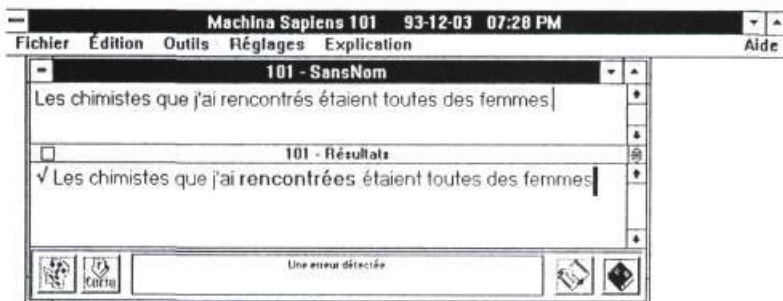 Machina Sapiens 101 93-12-03 07:28 PM
Fichier Édition Outils Réglages Explication Aide
101 - SansNom
Les chimistes que j'ai rencontrés étaient toutes des femmes.
101 - Résultats
√ Les chimistes que j'ai rencontrées étaient toutes des femmes
Une erreur détectée
Corro